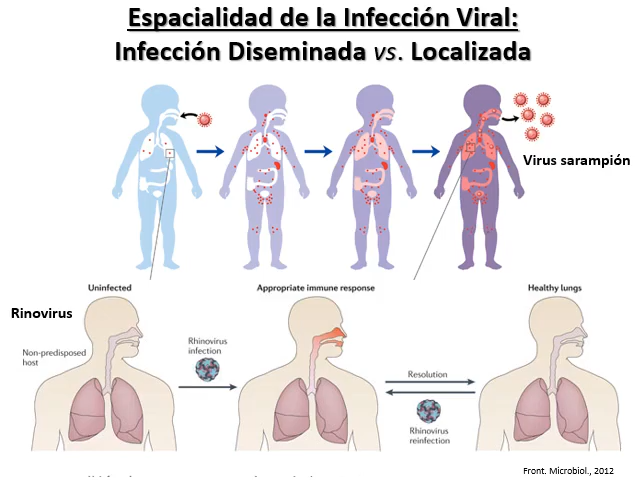 Espacialidad de la Infección Viral:
Infección Diseminada vs. Localizada
Virus sarampión
Uninfected
Appropriate immune response
Healthy lungs
Rinovirus
Non-predisposed
host
Rhinovirus
infection
Resolution
Rhinovirus
reinfection
Front. Microbiol., 2012